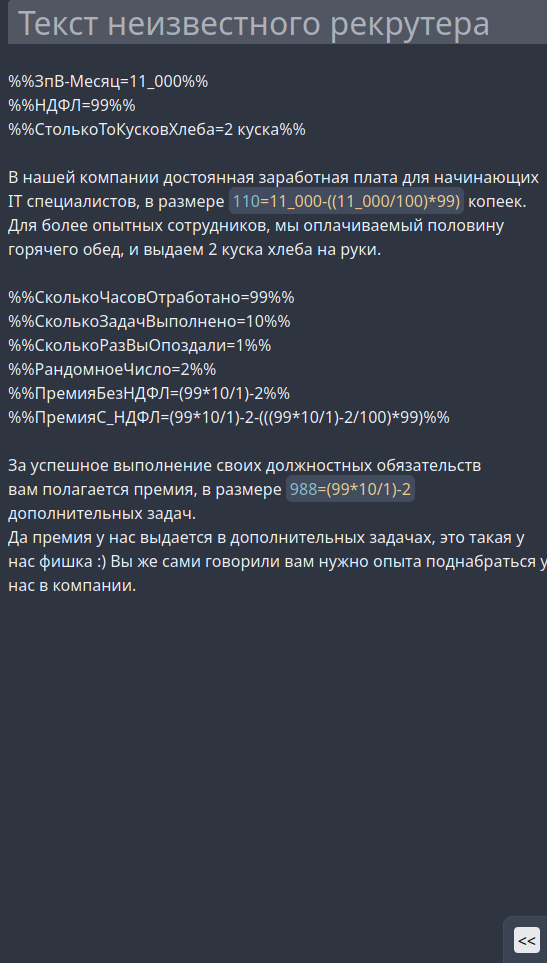 Текст неизвестного рекрутера
%%ЗпВ-Месяц=11_000%%
%%НДФЛ=99%%
%%СтолькоТоКусковХлеба=2 куска%%
В нашей компании достоянная заработная плата для начинающих
IT специалистов, в размере 110=11_000-((11_000/100)*99) копеек.
Для более опытных сотрудников, мы оплачиваемый половину
горячего обед, и выдаем 2 куска хлеба на руки.
%%СколькоЧасовОтработано=99%%
%%СколькоЗадачВыполнено=10%%
%%СколькоРазВыОпоздали=1%%
%%РандомноеЧисло=2%%
%%ПремияБезНДФЛ=(99*10/1)-2%%
%%ПремияС_НДФЛ=(99*10/1)-2-(((99*10/1)-2/100)*99)%%
За успешное выполнение своих должностных обязательств
вам полагается премия, в размере 988=(99*10/1)-2
дополнительных задач.
Да премия у нас выдается в дополнительных задачах, это такая у
нас фишка :) Вы же сами говорили вам нужно опыта поднабраться у
нас в компании.
<<